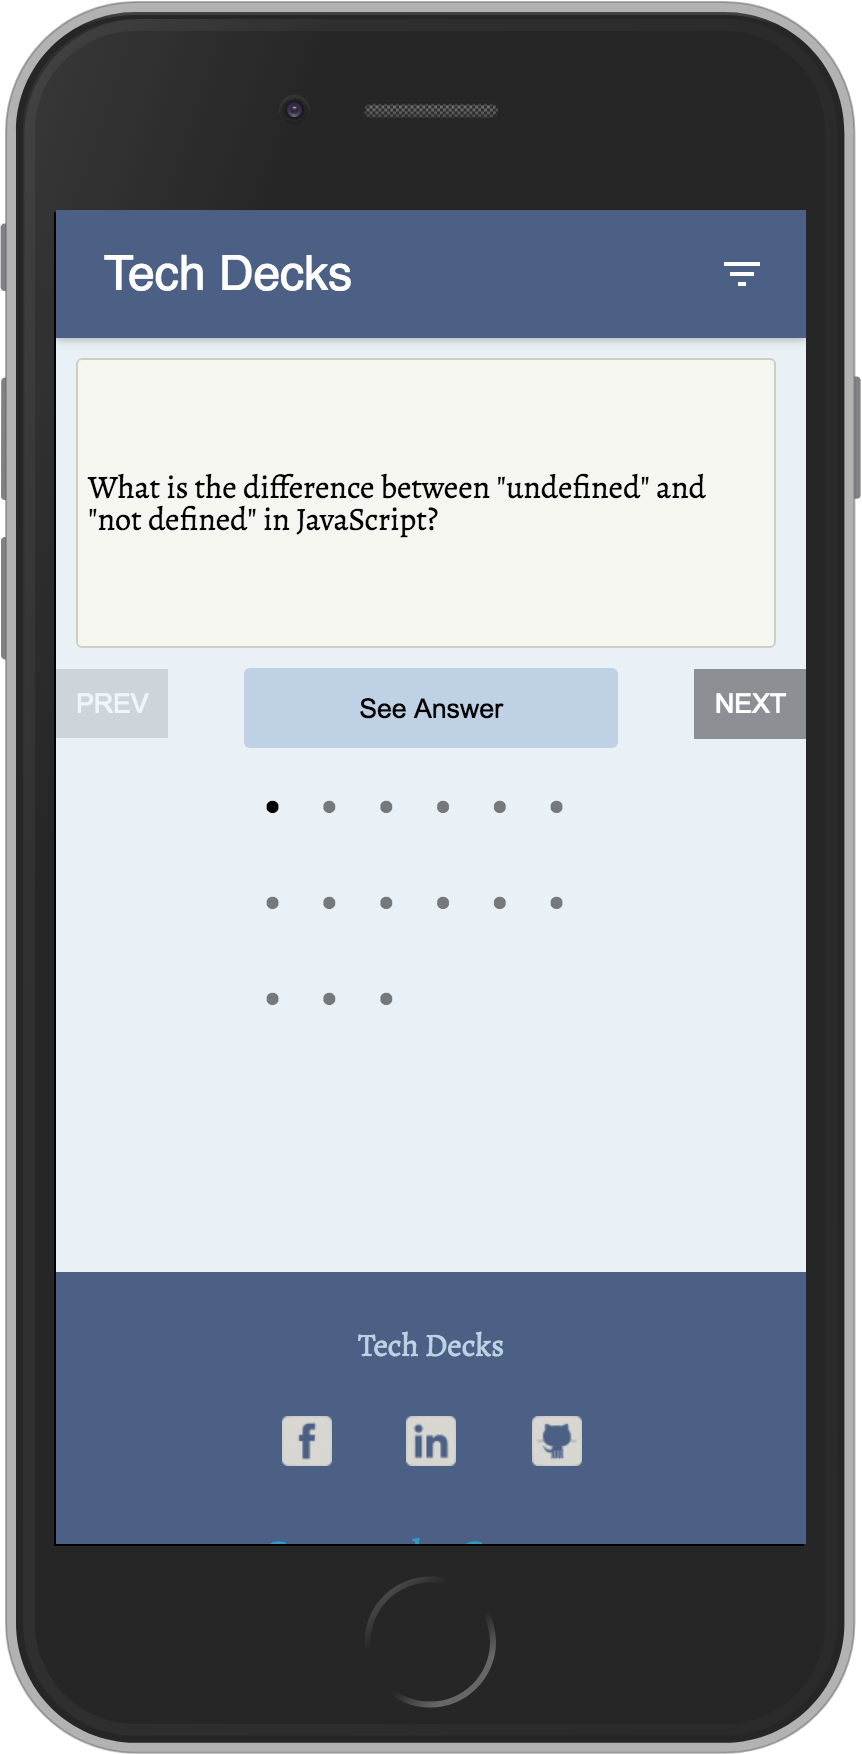 Tech Decks
What is the difference between "undefined" and
"not defined" in JavaScript?
PREV
See Answer
NEXT
Tech Decks
f
in